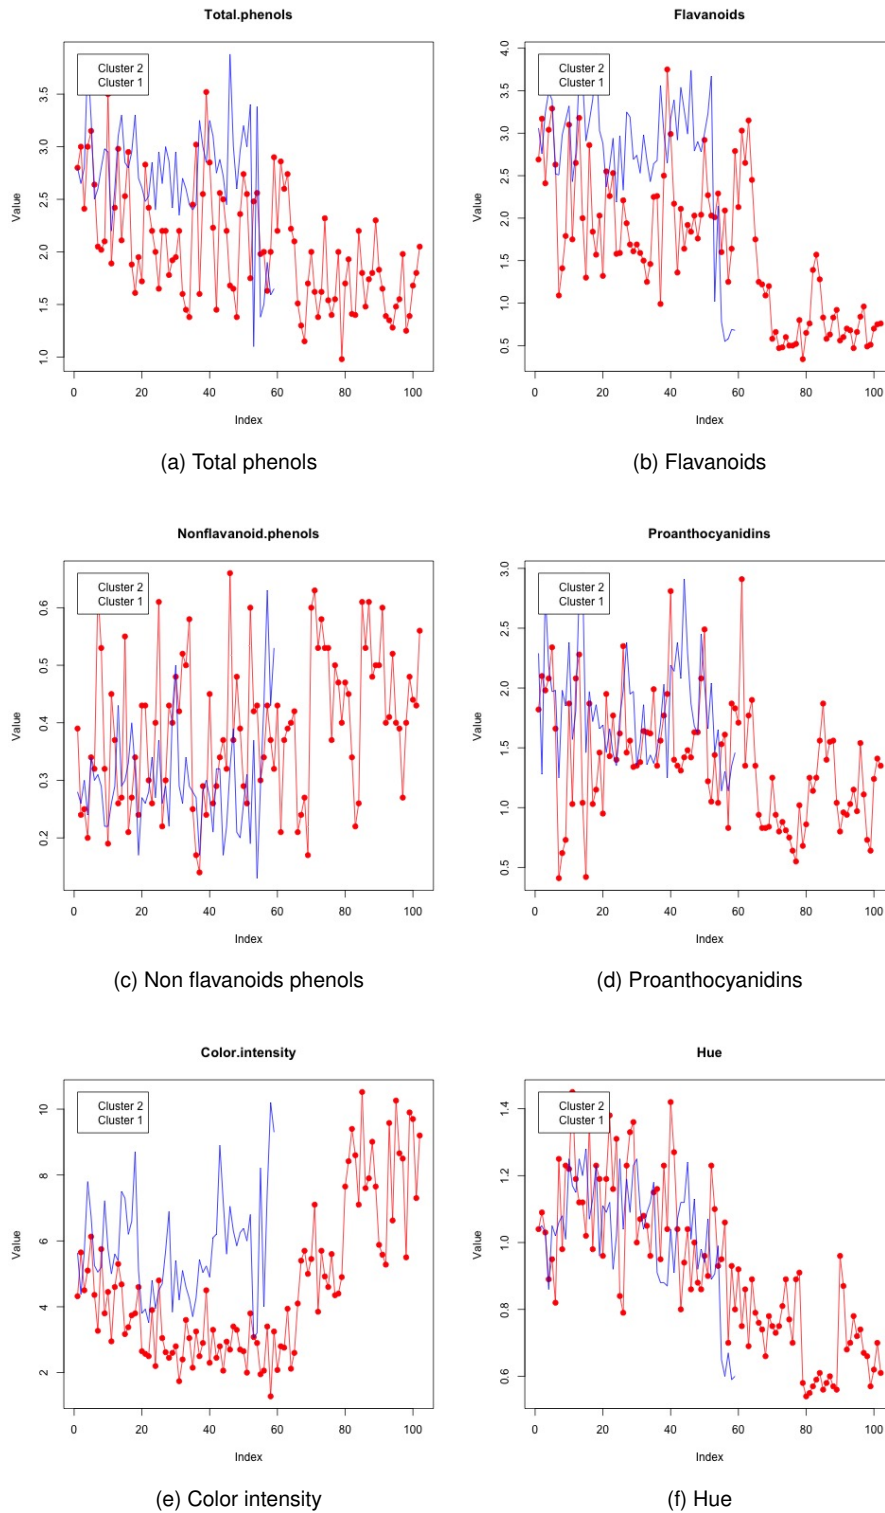 Total.phenols
Cluster 2
Cluster 1
Value
3.5
3.0
2.5
2.0
1.5
1.0
0 20 40 60 80 100
Index
(a) Total phenols
Flavanoids
Cluster 2
Cluster 1
Value
4.0
3.5
3.0
2.5
2.0
1.5
1.0
0.5
0 20 40 60 80 100
Index
(b) Flavanoids
Nonflavanoid.phenols
Cluster 2
Cluster 1
Value
0.6
0.5
0.4
0.3
0.2
0 20 40 60 80 100
Index
(c) Non flavanoids phenols
Proanthocyanidins
Cluster 2
Cluster 1
Value
3.0
2.5
2.0
1.5
1.0
0.5
0 20 40 60 80 100
Index
(d) Proanthocyanidins
Color.intensity
Cluster 2
Cluster 1
Value
10
8
6
4
2
0 20 40 60 80 100
Index
(e) Color intensity
Hue
Cluster 2
Cluster 1
Value
1.4
1.2
1.0
0.8
0.6
0 20 40 60 80 100
Index
(f) Hue